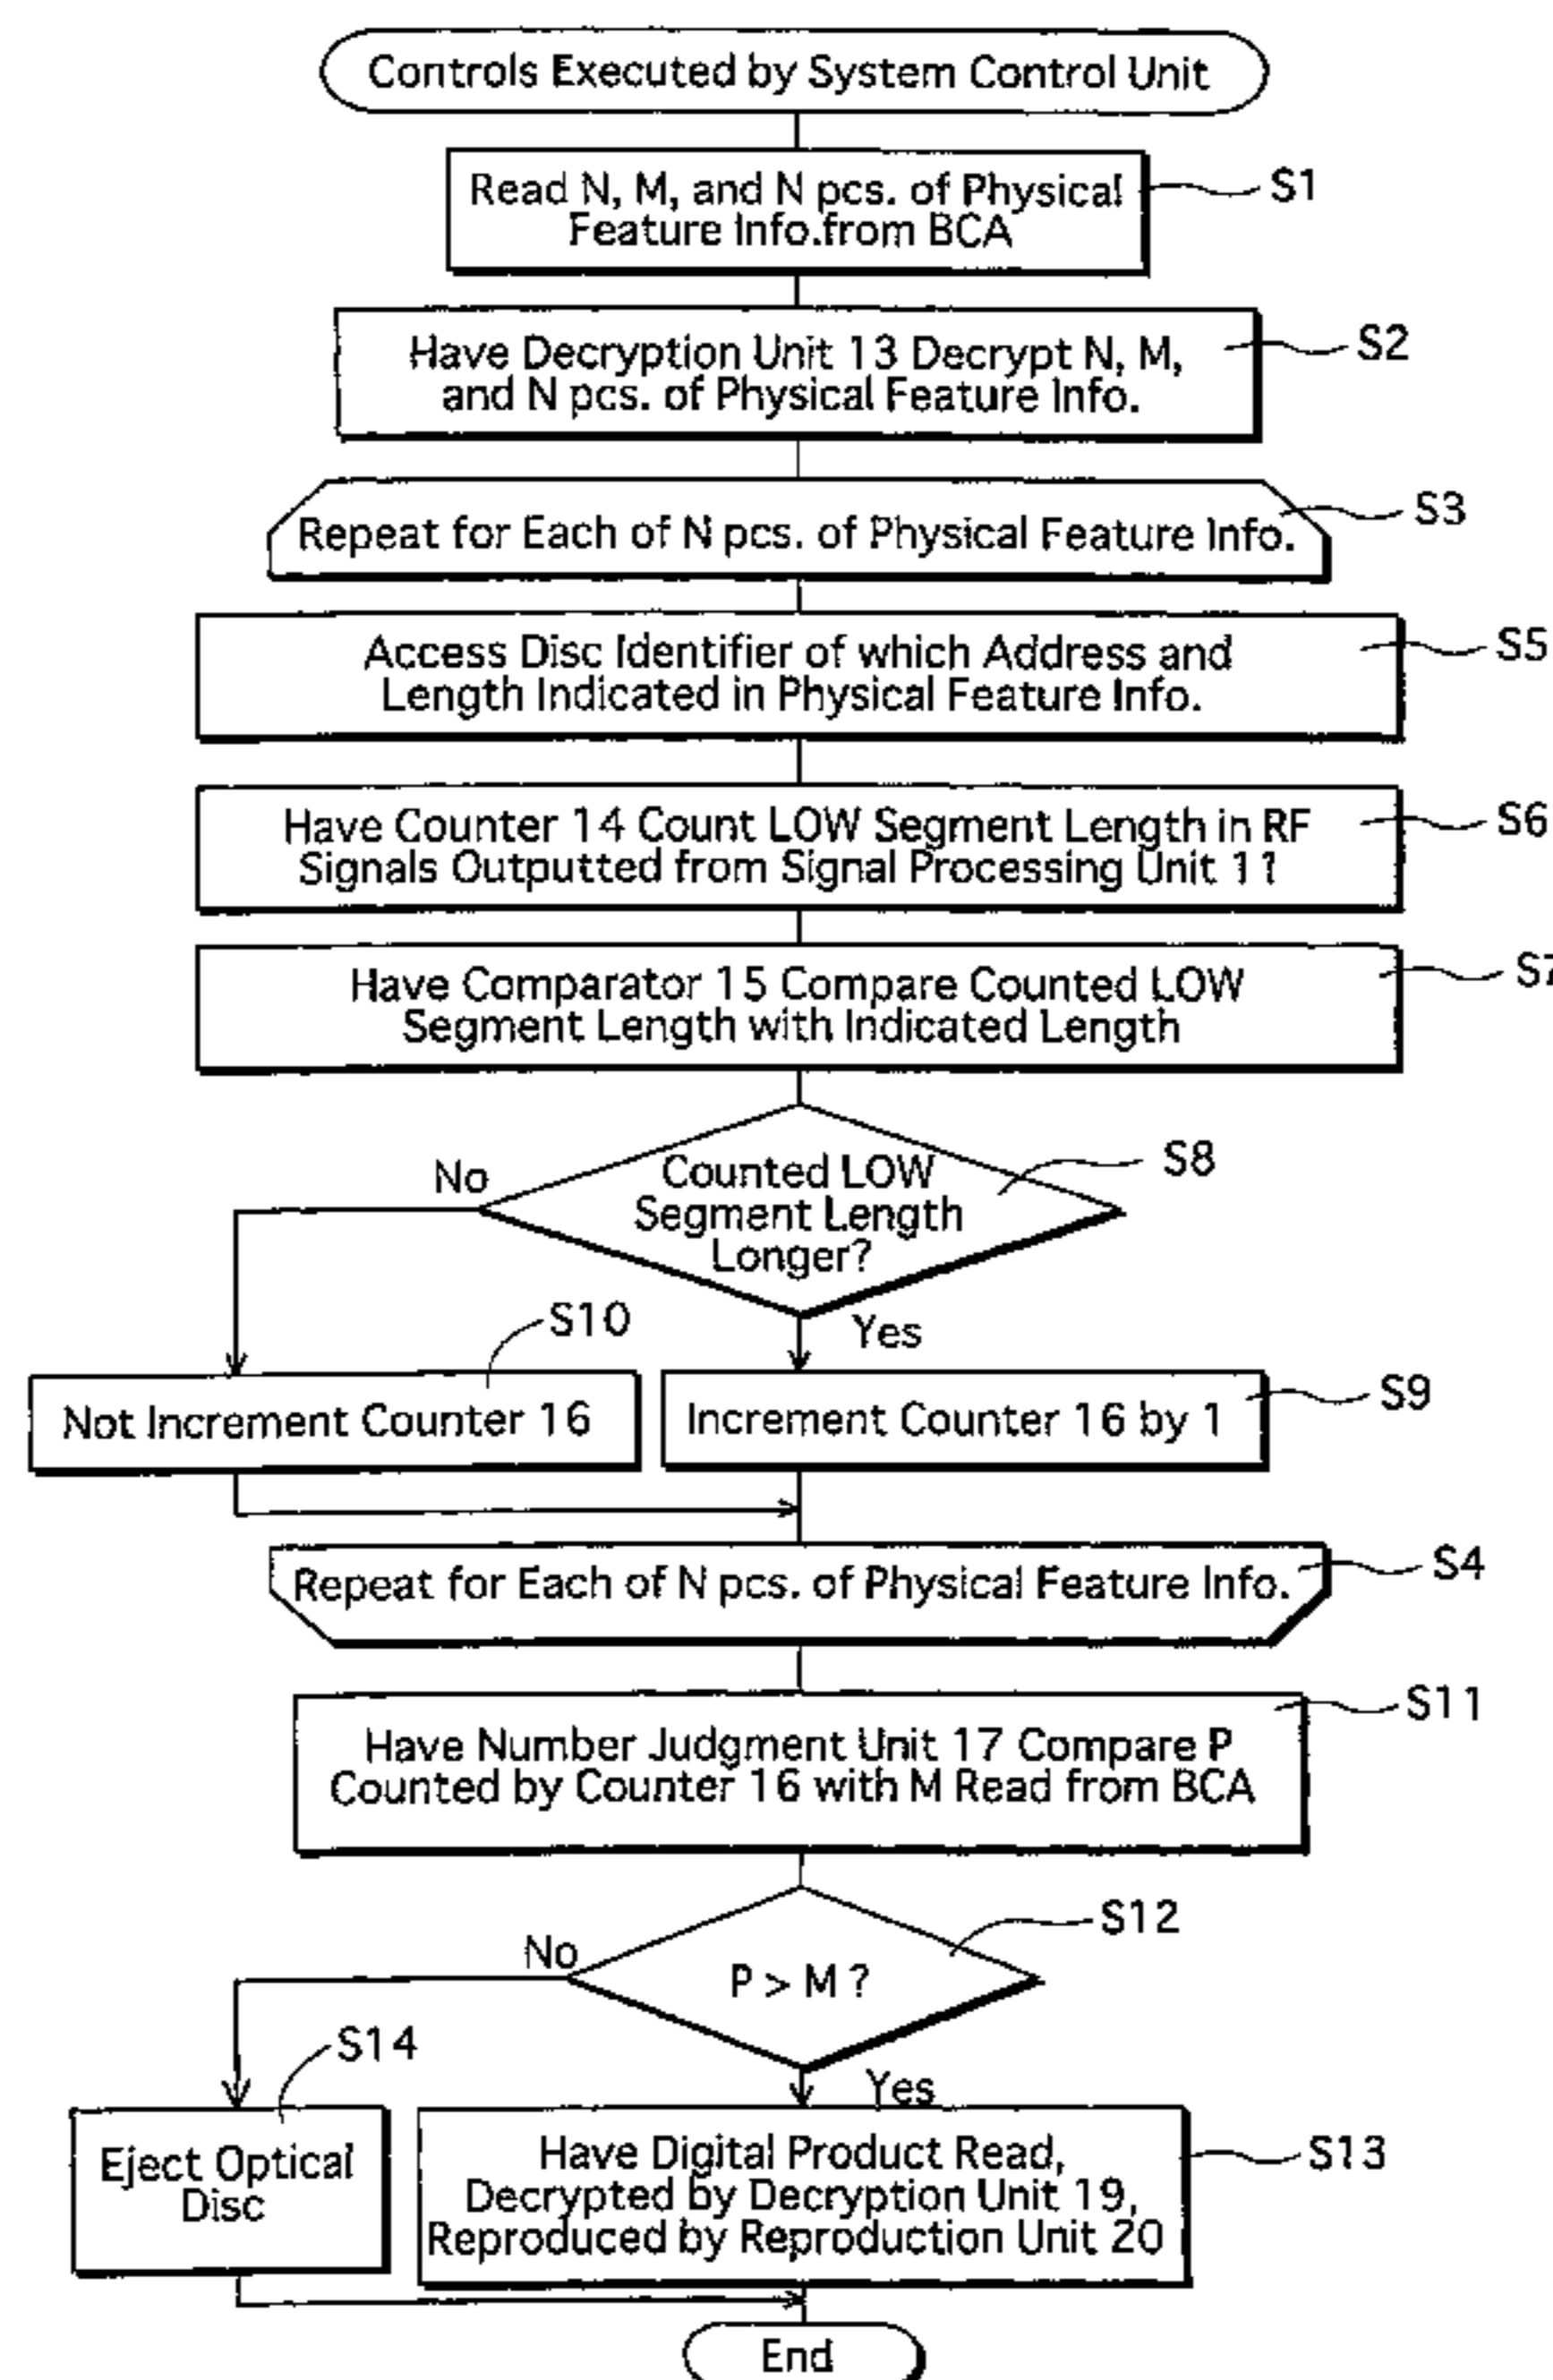 Controls Executed by System Control Unit
Read N, M, and N pcs. of Physical
Feature Info.from BCA
S1
Have Decryption Unit 13 Decrypt N, M,
and N pcs. of Physical Feature Info.
S2
Repeat for Each of N pcs. of Physical Feature Info.
S3
Access Disc Identifier of which Address and
Length Indicated in Physical Feature Info.
S5
Have Counter 14 Count LOW Segment Length in RF
Signals Outputted from Signal Processing Unit 11
S6
Have Comparator 15 Compare Counted LOW
Segment Length with Indicated Length
S7
Counted LOW
Segment Length
Longer?
S8
No
Yes
S10
Not Increment Counter 16
Increment Counter 16 by 1
S9
Repeat for Each of N pcs. of Physical Feature Info.
S4
Have Number Judgment Unit 17 Compare P
Counted by Counter 16 with M Read from BCA
S11
P > M ?
S12
No
Yes
S14
Eject Optical
Disc
Have Digital Product Read,
Decrypted by Decryption Unit 19,
Reproduced by Reproduction Unit 20
S13
End